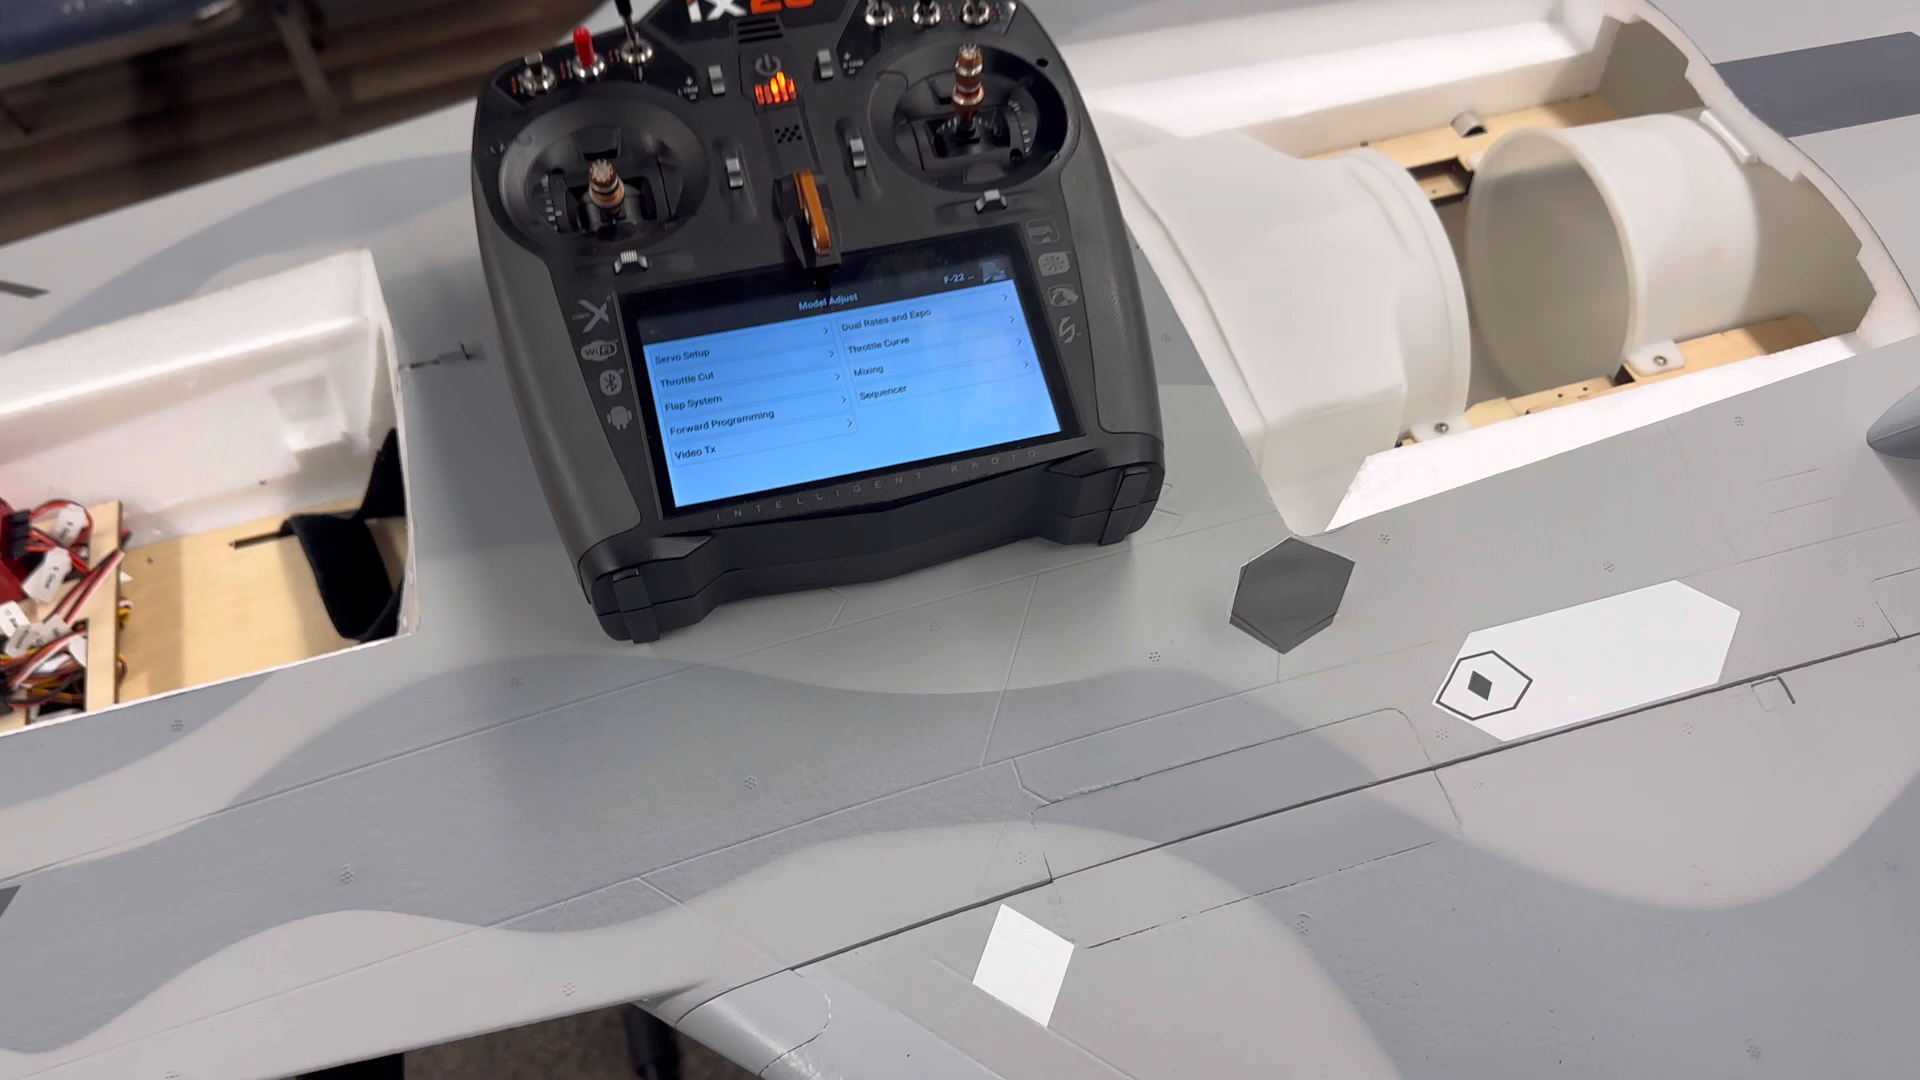 iX20
F-22 ...
Model Adjust
Servo Setup
Throttle Cut
Flap System
Forward Programming
Video Tx
Dual Rates and Expo
Throttle Curve
Mixing
Sequencer
WiFi
INTELLIGENT RADIO